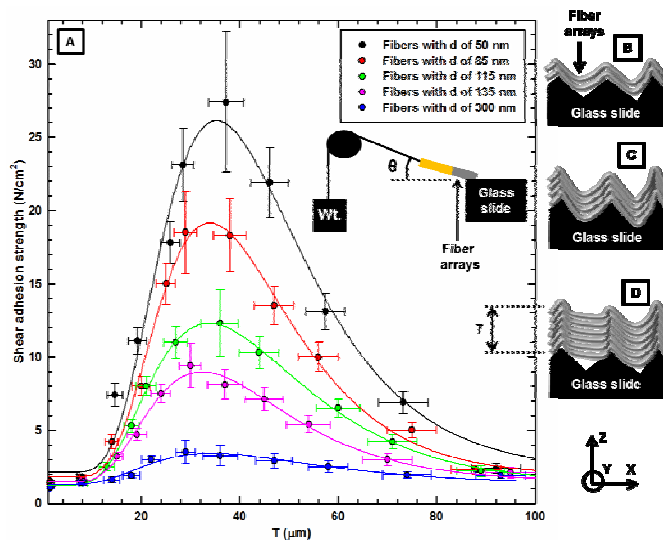 A
Fibers with d of 50 nm
Fibers with d of 85 nm
Fibers with d of 115 nm
Fibers with d of 135 nm
Fibers with d of 300 nm
Shear adhesion strength (N/cm²)
30
25
20
15
10
5
0
20
40
60
80
100
T (μm)
θ
Wt.
Glass
slide
Fiber
arrays
Fiber
arrays
B
Glass slide
C
Glass slide
D
T
Glass slide
Z
Y
X